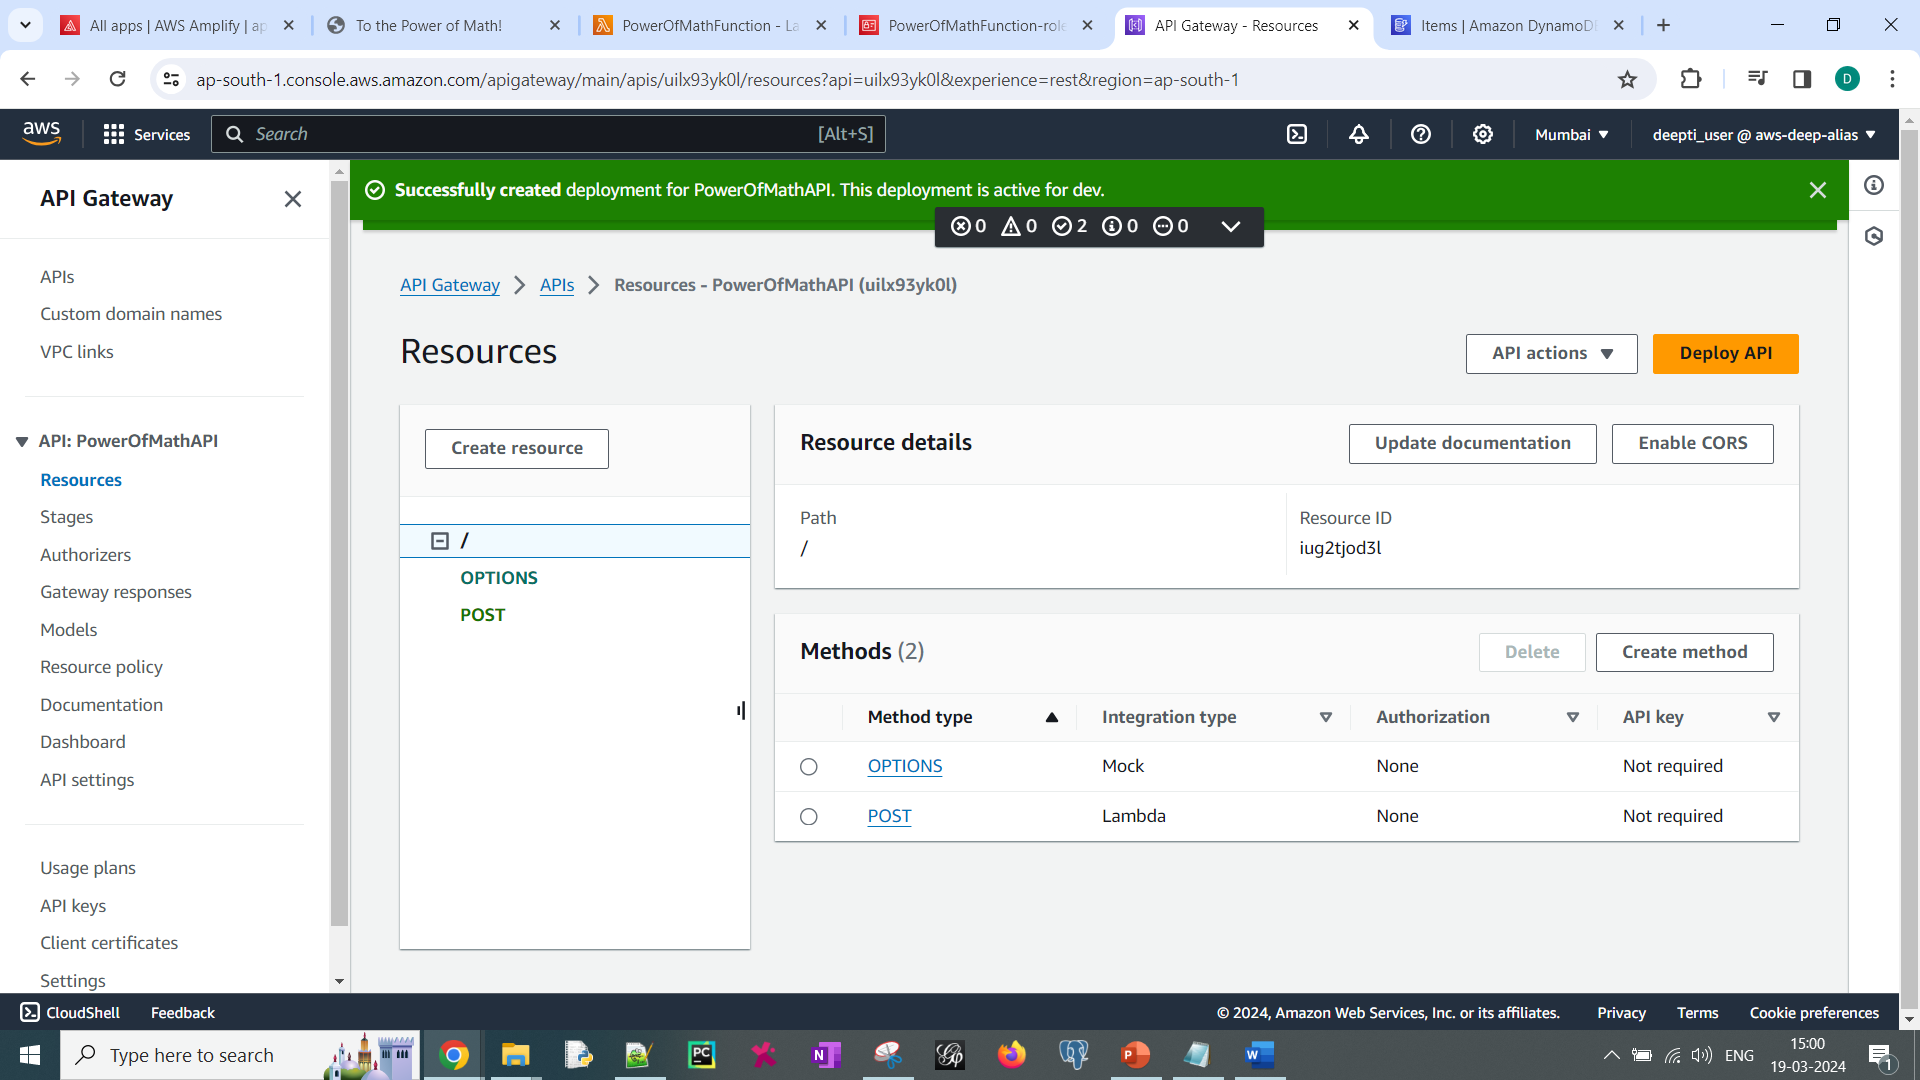 All apps | AWS Amplify | ap
To the Power of Math!
PowerOfMathFunction - La
PowerOfMathFunction-role
API Gateway - Resources
Items | Amazon DynamoDB
ap-south-1.console.aws.amazon.com/apigateway/main/apis/uilx93yk0l/resources?api=uilx93yk0l&experience=rest&region=ap-south-1
D
aws
Services
Search
[Alt+S]
Mumbai
deepti_user @ aws-deep-alias
API Gateway
Successfully created deployment for PowerOfMathAPI. This deployment is active for dev.
0 0 2 0 0
APIs
Custom domain names
VPC links
API: PowerOfMathAPI
Resources
Stages
Authorizers
Gateway responses
Models
Resource policy
Documentation
Dashboard
API settings
Usage plans
API keys
Client certificates
Settings
API Gateway > APIs > Resources - PowerOfMathAPI (uilx93yk0l)
Resources
API actions
Deploy API
Create resource
/
OPTIONS
POST
Resource details
Update documentation
Enable CORS
Path
/
Resource ID
iug2tjod3l
Methods (2)
Delete
Create method
Method type Integration type Authorization API key
OPTIONS Mock None Not required
POST Lambda None Not required
CloudShell
Feedback
© 2024, Amazon Web Services, Inc. or its affiliates.
Privacy
Terms
Cookie preferences
Type here to search
ENG
15:00
19-03-2024
1